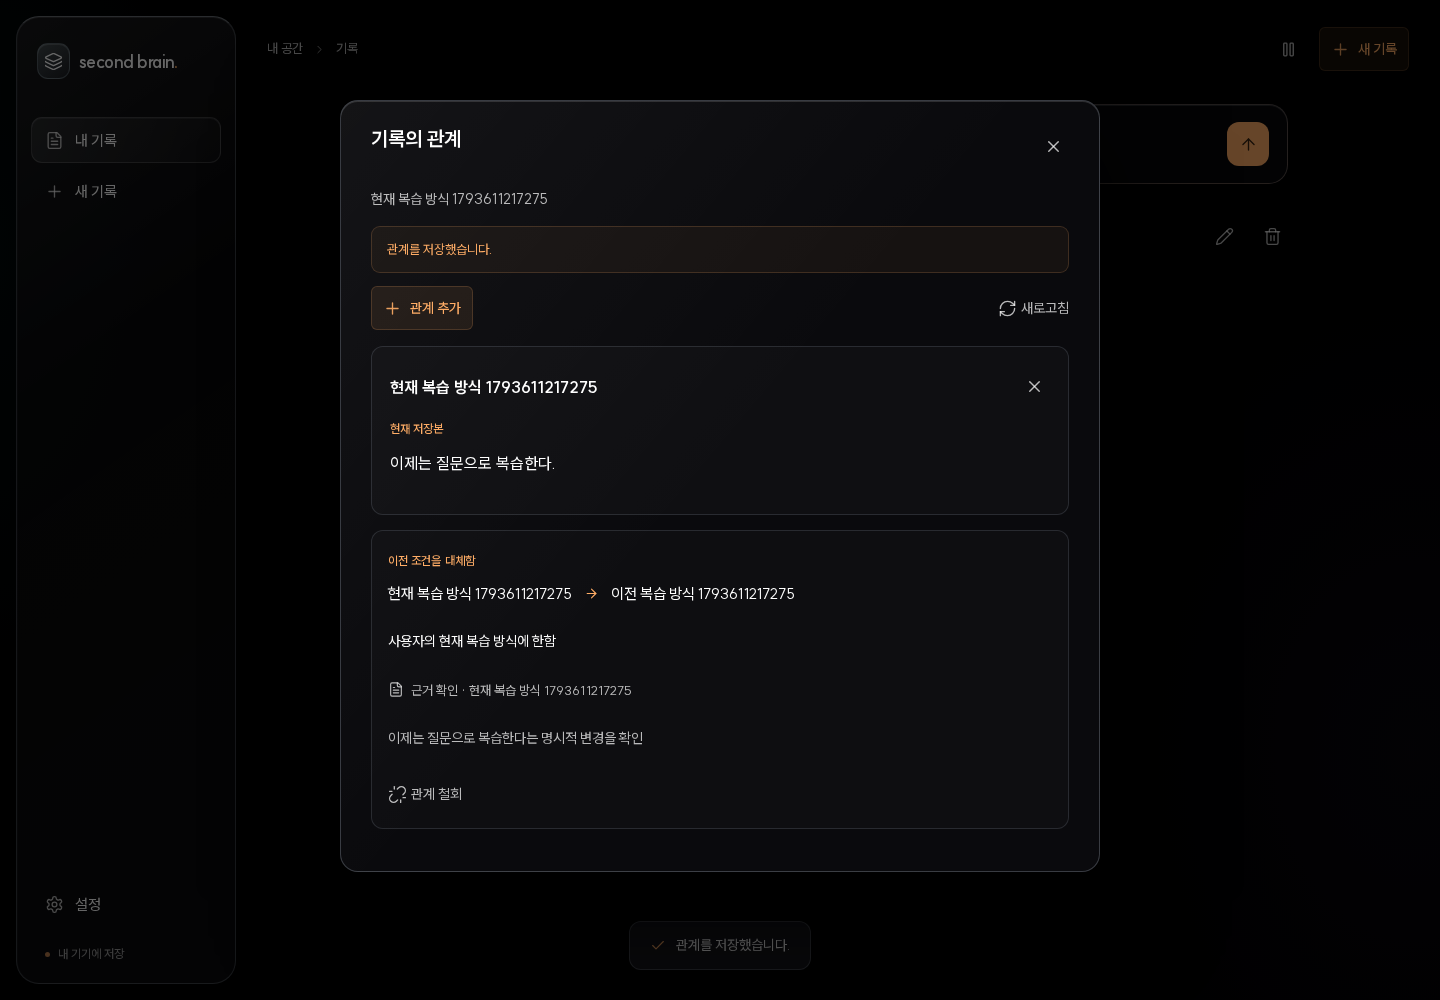 second brain.
내 기록
새 기록
설정
내 기기에 저장
내 공간
기록
새 기록
기록의 관계
현재 복습 방식 1793611217275
관계를 저장했습니다.
관계 추가
새로고침
현재 복습 방식 1793611217275
현재 저장본
이제는 질문으로 복습한다.
이전 조건을 대체함
현재 복습 방식 1793611217275 → 이전 복습 방식 1793611217275
사용자의 현재 복습 방식에 한함
근거 확인 · 현재 복습 방식 1793611217275
이제는 질문으로 복습한다는 명시적 변경을 확인
관계 철회
관계를 저장했습니다.